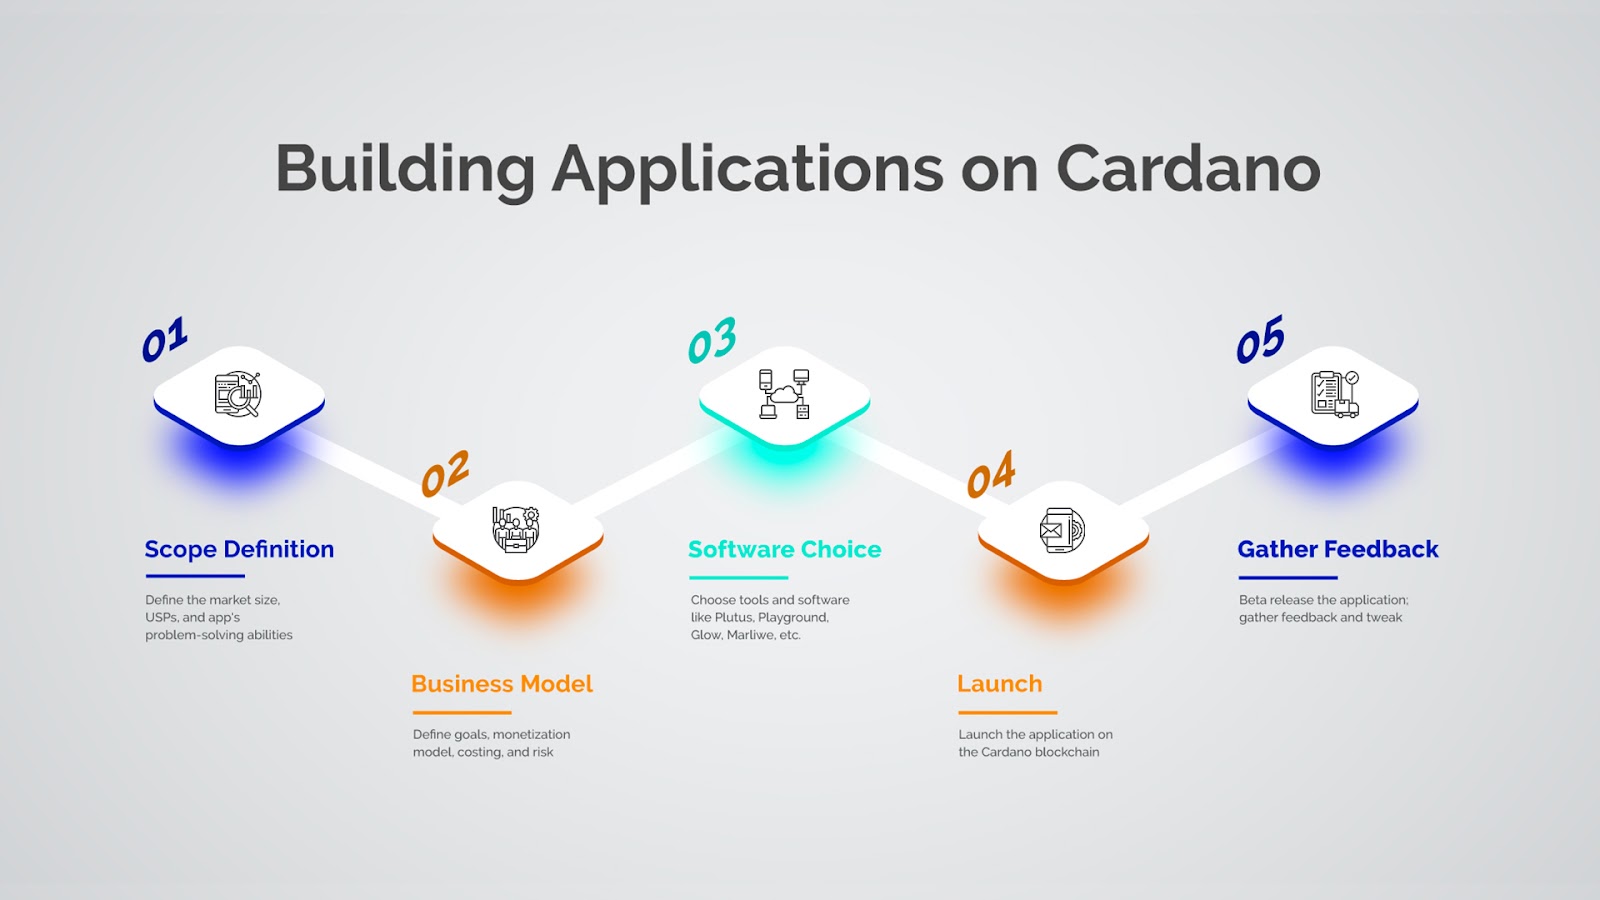 Building Applications on Cardano
01
Scope Definition
Define the market size,
USPs, and app's
problem-solving abilities
02
Business Model
Define goals, monetization
model, costing, and risk
03
Software Choice
Choose tools and software
like Plutus, Playground,
Glow, Marliwe, etc.
04
Launch
Launch the application on
the Cardano blockchain
05
Gather Feedback
Beta release the application;
gather feedback and tweak